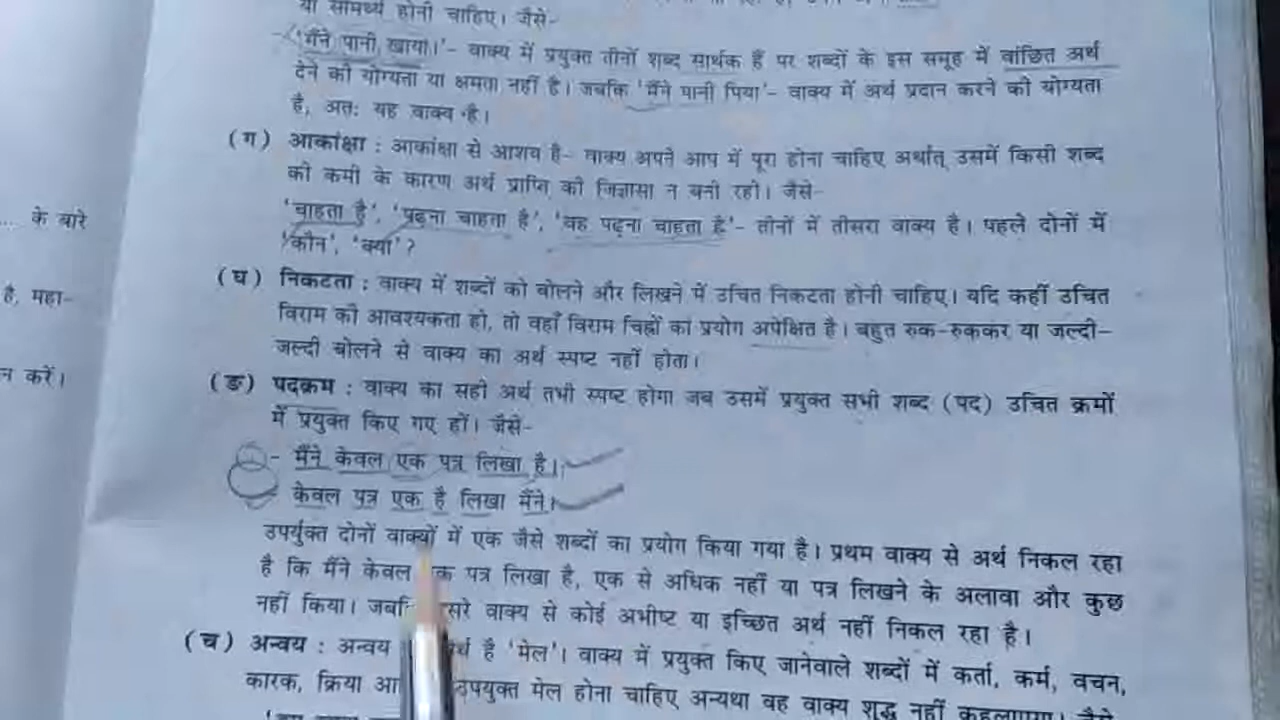 या सामर्थ्य होनी चाहिए। जैसे-
'मैंने पानी खाया।'- वाक्य में प्रयुक्त तीनों शब्द सार्थक हैं पर शब्दों के इस समूह में वांछित अर्थ
देने की योग्यता या क्षमता नहीं है। जबकि 'मैंने पानी पिया'- वाक्य में अर्थ प्रदान करने की योग्यता
है, अतः यह वाक्य है।
(ग) आकांक्षा : आकांक्षा से आशय है- वाक्य अपने आप में पूरा होना चाहिए अर्थात् उसमें किसी शब्द
की कमी के कारण अर्थ प्राप्ति की जिज्ञासा न बनी रहे। जैसे-
'चाहता है', 'पढ़ना चाहता है', 'वह पढ़ना चाहता है'- तीनों में तीसरा वाक्य है। पहले दोनों में
'कौन', 'क्या'?
... के बारे
(घ) निकटता : वाक्य में शब्दों को बोलने और लिखने में उचित निकटता होनी चाहिए। यदि कहीं उचित
है, महा-
विराम की आवश्यकता हो, तो वहाँ विराम चिह्नों का प्रयोग अपेक्षित है। बहुत रुक-रुककर या जल्दी-
जल्दी बोलने से वाक्य का अर्थ स्पष्ट नहीं होता।
न करें।
(ङ) पदक्रम : वाक्य का सही अर्थ तभी स्पष्ट होगा जब उसमें प्रयुक्त सभी शब्द (पद) उचित क्रमों
में प्रयुक्त किए गए हों। जैसे-
- मैंने केवल एक पत्र लिखा है।
केवल पत्र एक है लिखा मैंने।
उपर्युक्त दोनों वाक्यों में एक जैसे शब्दों का प्रयोग किया गया है। प्रथम वाक्य से अर्थ निकल रहा
है कि मैंने केवल पत्र लिखा है, एक से अधिक नहीं या पत्र लिखने के अलावा और कुछ
नहीं किया। वाक्य से कोई अभीष्ट या इच्छित अर्थ नहीं निकल रहा है।
(च) अन्वय : अन्वय है 'मेल'। वाक्य में प्रयुक्त किए जानेवाले शब्दों में कर्ता, कर्म, वचन,
कारक, क्रिया उपयुक्त मेल होना चाहिए अन्यथा वह वाक्य शुद्ध नहीं कहलाएगा। जैसे